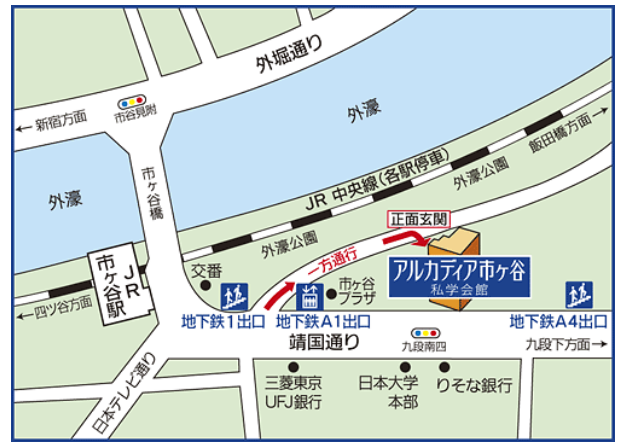 外堀通り
←新宿方面
市谷見附
外濠
飯田橋方面→
外濠
市ヶ谷橋
JR 中央線(各駅停車)
外濠公園
正面玄関
外濠公園
JR
市ヶ谷駅
交番
一方通行
アルカディア市ヶ谷
私学会館
市ヶ谷
プラザ
←四ツ谷方面
地下鉄1出口
地下鉄A1出口
地下鉄A4出口
靖国通り
九段南四
九段下方面→
日本テレビ通り
三菱東京
UFJ銀行
日本大学
本部
りそな銀行